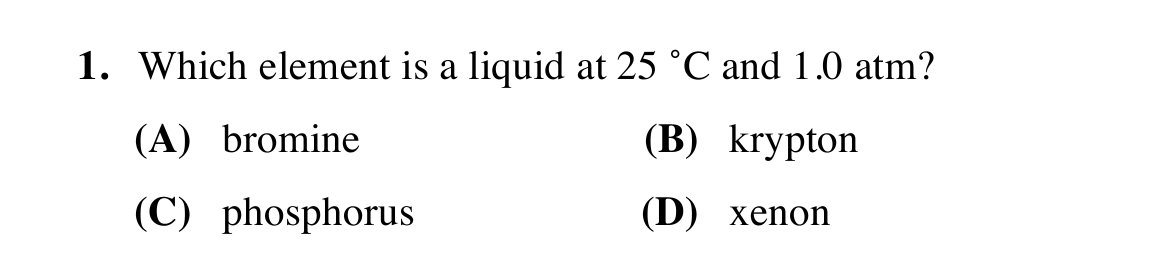 1. Which element is a liquid at 25 ˚C and 1.0 atm?
(A) bromine (B) krypton
(C) phosphorus (D) xenon